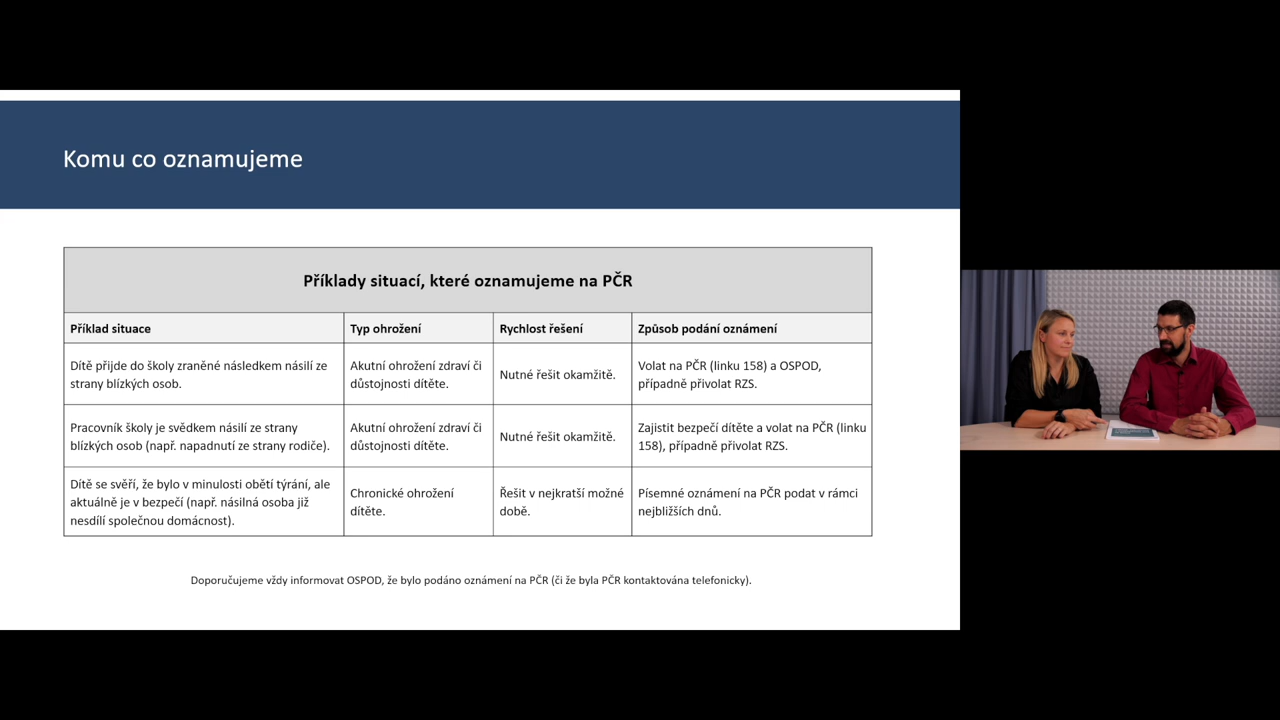 Komu co oznamujeme
Příklady situací, které oznamujeme na PČR
Příklad situace
Typ ohrožení
Rychlost řešení
Způsob podání oznámení
Dítě přijde do školy zraněné následkem násilí ze
strany blízkých osob.
Akutní ohrožení zdraví či
důstojnosti dítěte.
Nutné řešit okamžitě.
Volat na PČR (linku 158) a OSPOD,
případně přivolat RZS.
Pracovník školy je svědkem násilí ze strany
blízkých osob (např. napadnutí ze strany rodiče).
Akutní ohrožení zdraví či
důstojnosti dítěte.
Nutné řešit okamžitě.
Zajistit bezpečí dítěte a volat na PČR (linku
158), případně přivolat RZS.
Dítě se svěří, že bylo v minulosti obětí týrání, ale
aktuálně je v bezpečí (např. násilná osoba již
nesdílí společnou domácnost).
Chronické ohrožení
dítěte.
Řešit v nejkratší možné
době.
Písemné oznámení na PČR podat v rámci
nejbližších dnů.
Doporučujeme vždy informovat OSPOD, že bylo podáno oznámení na PČR (či že byla PČR kontaktována telefonicky).